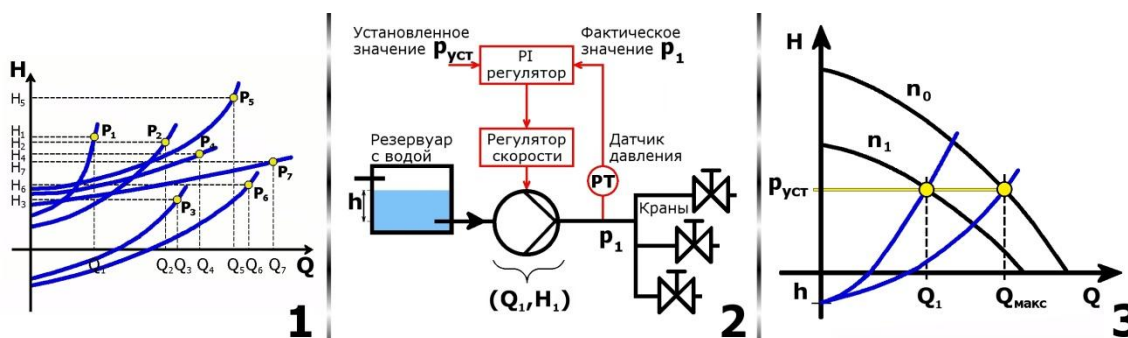 H
H₅
H₁
H₂
H₄
H₇
H₆
H₃
P₁
P₂
P₅
P₄
P₇
P₃
P₆
Q₁
Q₂
Q₃
Q₄
Q₅
Q₆
Q₇
Q
1
Установленное
значение pуст
PI
регулятор
Фактическое
значение p₁
Регулятор
скорости
Резервуар
с водой
Датчик
давления
PT
h
Краны
p₁
(Q₁,H₁)
2
H
n₀
n₁
pуст
h
Q₁
Qмакс
Q
3